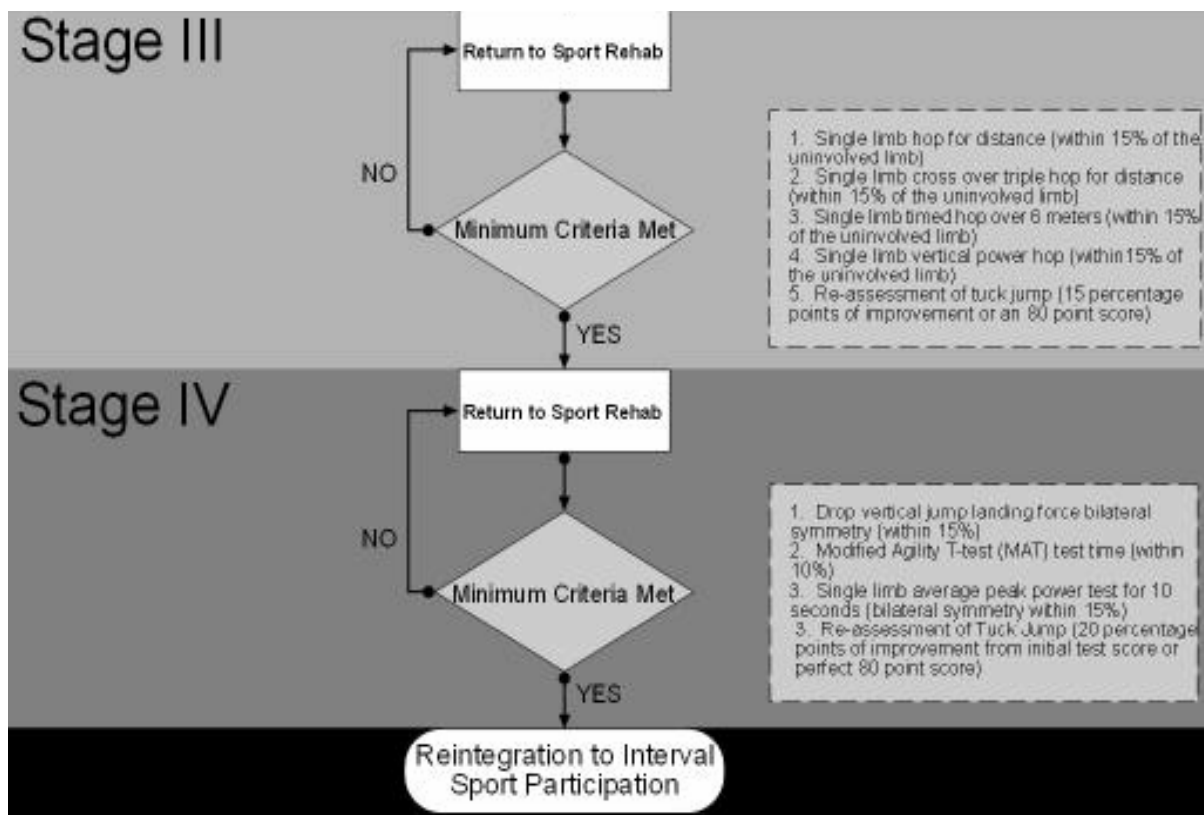 Stage III
Return to Sport Rehab
NO
Minimum Criteria Met
YES
1. Single limb hop for distance (within 15% of the
uninvolved limb)
2. Single limb cross over triple hop for distance
(within 15% of the uninvolved limb)
3. Single limb timed hop over 6 meters (within 15%
of the uninvolved limb)
4. Single limb vertical power hop (within 15% of
the uninvolved limb)
5. Re-assessment of tuck jump (15 percentage
points of improvement or an 80 point score)
Stage IV
Return to Sport Rehab
NO
Minimum Criteria Met
YES
1. Drop vertical jump landing force bilateral
symmetry (within 15%)
2. Modified Agility T-test (MAT) test time (within
10%)
3. Single limb average peak power test for 10
seconds (bilateral symmetry within 15%)
3. Re-assessment of Tuck Jump (20 percentage
points of improvement from initial test score or
perfect 80 point score)
Reintegration to Interval
Sport Participation